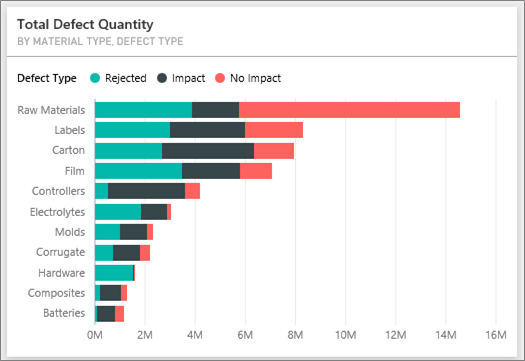 Total Defect Quantity
BY MATERIAL TYPE, DEFECT TYPE
Defect Type Rejected Impact No Impact
Raw Materials
Labels
Carton
Film
Controllers
Electrolytes
Molds
Corrugate
Hardware
Composites
Batteries
0M 2M 4M 6M 8M 10M 12M 14M 16M